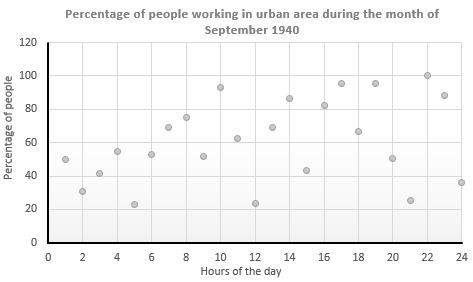 Percentage of people working in urban area during the month of
September 1940
Percentage of people
120
100
80
60
40
20
0
0 2 4 6 8 10 12 14 16 18 20 22 24
Hours of the day